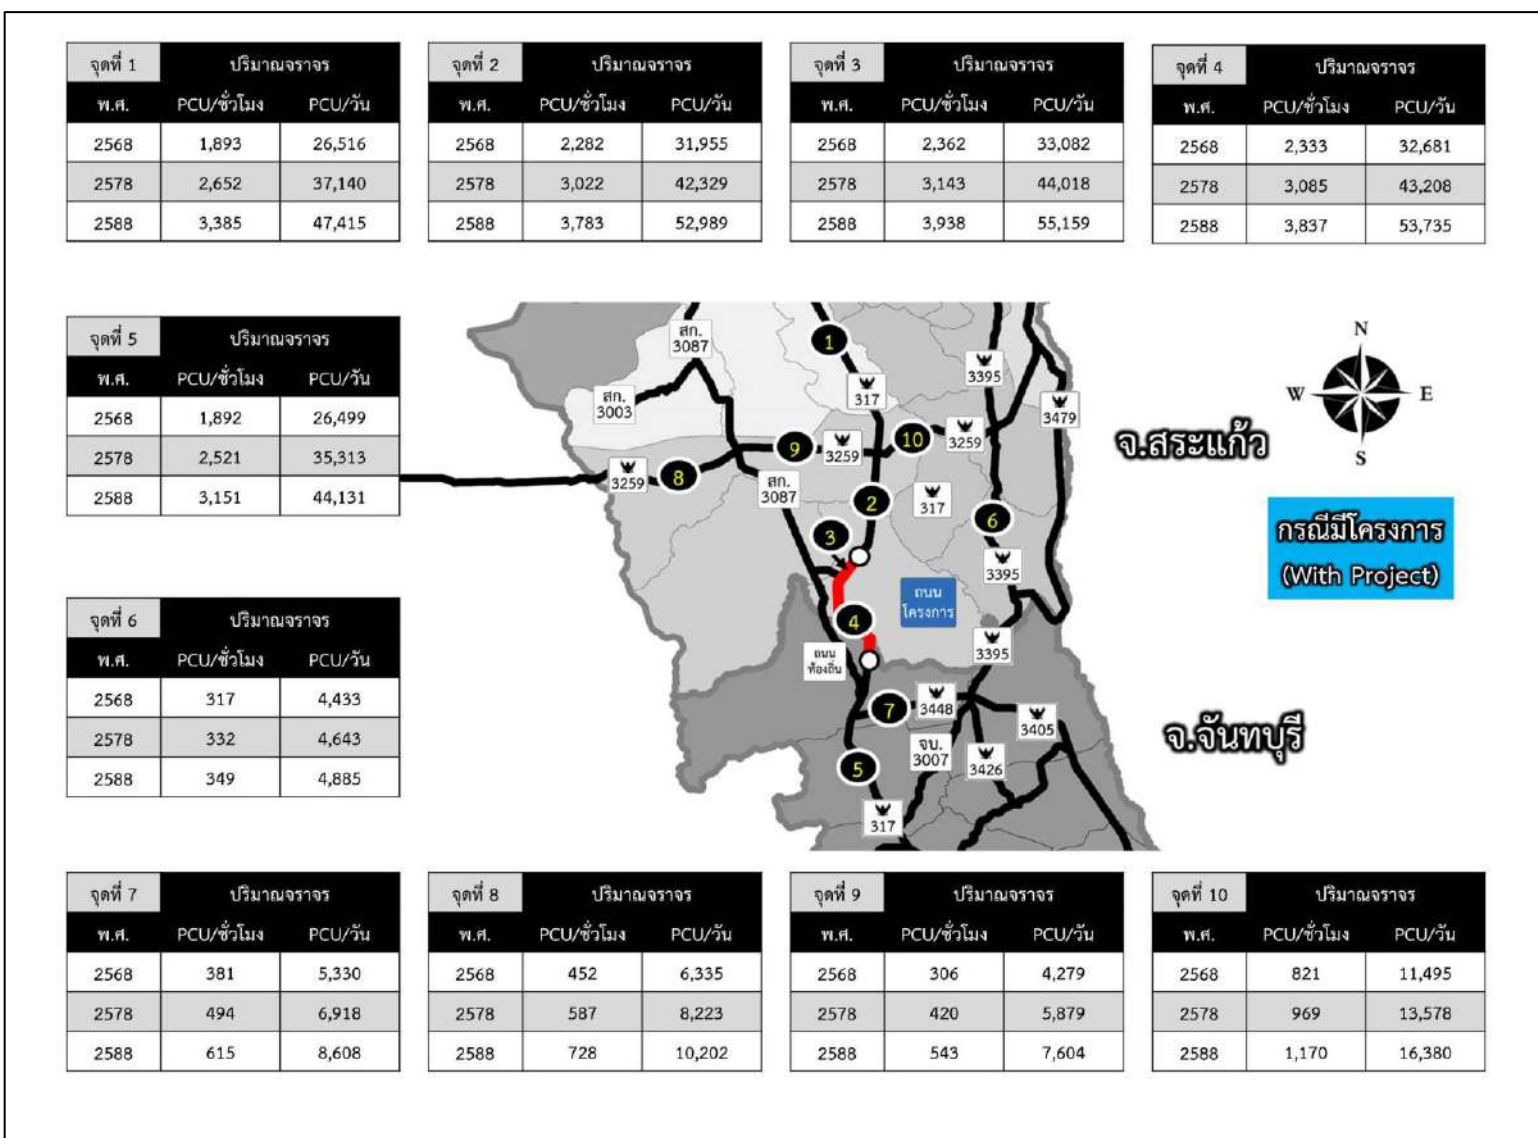 จุดที่ 1 ปริมาณจราจร
พ.ศ. PCU/ชั่วโมง PCU/วัน
2568 1,893 26,516
2578 2,652 37,140
2588 3,385 47,415
จุดที่ 2 ปริมาณจราจร
พ.ศ. PCU/ชั่วโมง PCU/วัน
2568 2,282 31,955
2578 3,022 42,329
2588 3,783 52,989
จุดที่ 3 ปริมาณจราจร
พ.ศ. PCU/ชั่วโมง PCU/วัน
2568 2,362 33,082
2578 3,143 44,018
2588 3,938 55,159
จุดที่ 4 ปริมาณจราจร
พ.ศ. PCU/ชั่วโมง PCU/วัน
2568 2,333 32,681
2578 3,085 43,208
2588 3,837 53,735
จุดที่ 5 ปริมาณจราจร
พ.ศ. PCU/ชั่วโมง PCU/วัน
2568 1,892 26,499
2578 2,521 35,313
2588 3,151 44,131
จุดที่ 6 ปริมาณจราจร
พ.ศ. PCU/ชั่วโมง PCU/วัน
2568 317 4,433
2578 332 4,643
2588 349 4,885
สก.
3087
1
3395
317
สก.
3003
3479
9
3259
10
3259
3259
8
สก.
3087
2
317
6
3
3395
ถนน
โครงการ
4
3395
ถนน
ท้องถิ่น
7
3448
3405
จบ.
3007
3426
5
317
N
W
E
S
จ.สระแก้ว
กรณีมีโครงการ
(With Project)
จ.จันทบุรี
จุดที่ 7 ปริมาณจราจร
พ.ศ. PCU/ชั่วโมง PCU/วัน
2568 381 5,330
2578 494 6,918
2588 615 8,608
จุดที่ 8 ปริมาณจราจร
พ.ศ. PCU/ชั่วโมง PCU/วัน
2568 452 6,335
2578 587 8,223
2588 728 10,202
จุดที่ 9 ปริมาณจราจร
พ.ศ. PCU/ชั่วโมง PCU/วัน
2568 306 4,279
2578 420 5,879
2588 543 7,604
จุดที่ 10 ปริมาณจราจร
พ.ศ. PCU/ชั่วโมง PCU/วัน
2568 821 11,495
2578 969 13,578
2588 1,170 16,380